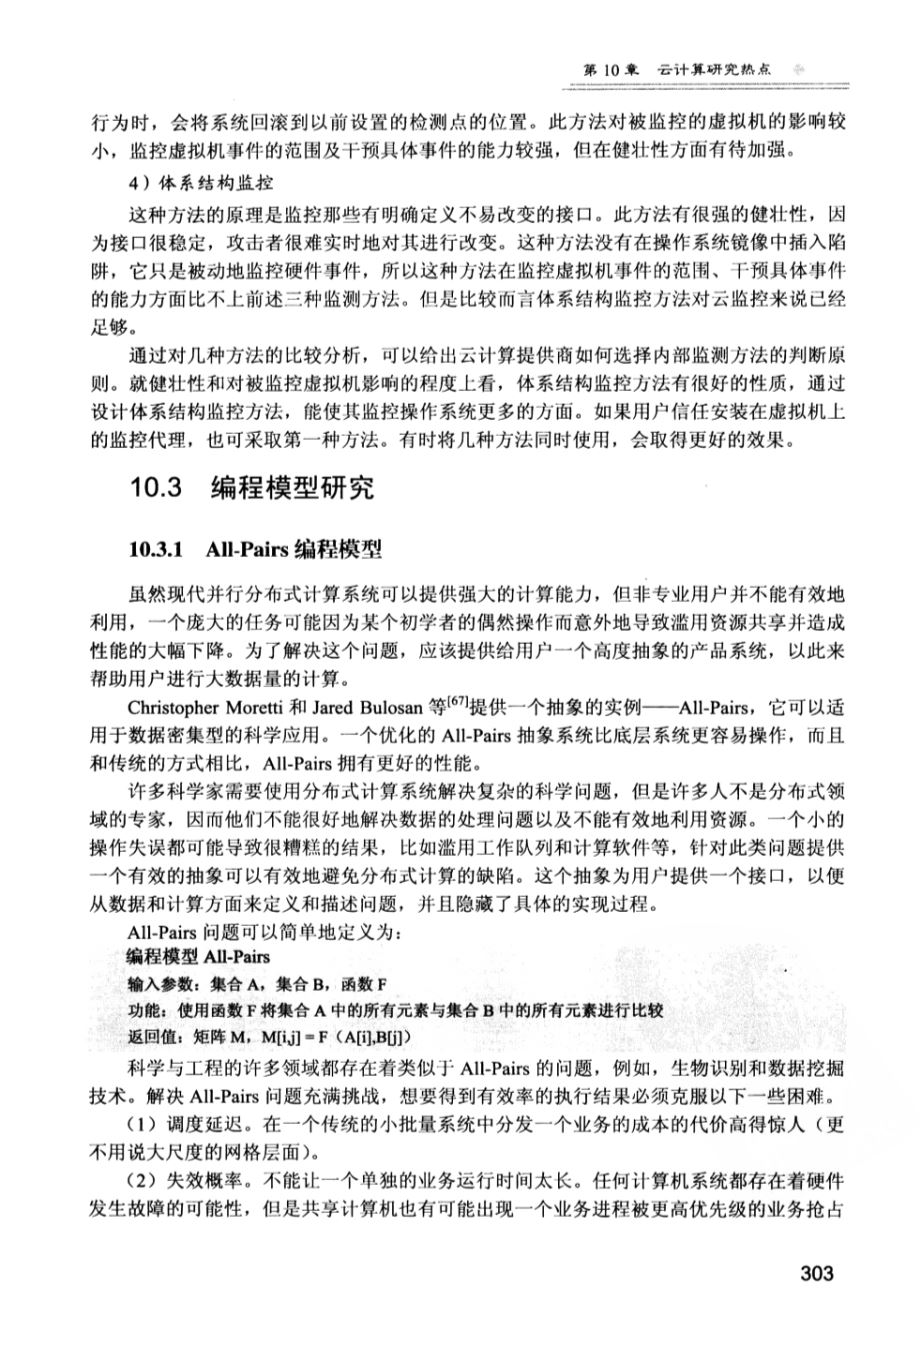 第 10 章 云计算研究热点
行为时，会将系统回滚到以前设置的检测点的位置。此方法对被监控的虚拟机的影响较
小，监控虚拟机事件的范围及干预具体事件的能力较强，但在健壮性方面有待加强。
4）体系结构监控
这种方法的原理是监控那些有明确定义不易改变的接口。此方法有很强的健壮性，因
为接口很稳定，攻击者很难实时地对其进行改变。这种方法没有在操作系统镜像中插入陷
阱，它只是被动地监控硬件事件，所以这种方法在监控虚拟机事件的范围、干预具体事件
的能力方面比不上前述三种监测方法。但是比较而言体系结构监控方法对云监控来说已经
足够。
通过对几种方法的比较分析，可以给出云计算提供商如何选择内部监测方法的判断原
则。就健壮性和对被监控虚拟机影响的程度上看，体系结构监控方法有很好的性质，通过
设计体系结构监控方法，能使其监控操作系统更多的方面。如果用户信任安装在虚拟机上
的监控代理，也可采取第一种方法。有时将几种方法同时使用，会取得更好的效果。
10.3 编程模型研究
10.3.1 All-Pairs 编程模型
虽然现代并行分布式计算系统可以提供强大的计算能力，但非专业用户并不能有效地
利用，一个庞大的任务可能因为某个初学者的偶然操作而意外地导致滥用资源共享并造成
性能的大幅下降。为了解决这个问题，应该提供给用户一个高度抽象的产品系统，以此来
帮助用户进行大数据量的计算。
Christopher Moretti 和 Jared Bulosan 等[67]提供一个抽象的实例——All-Pairs，它可以适
用于数据密集型的科学应用。一个优化的 All-Pairs 抽象系统比底层系统更容易操作，而且
和传统的方式相比，All-Pairs 拥有更好的性能。
许多科学家需要使用分布式计算系统解决复杂的科学问题，但是许多人不是分布式领
域的专家，因而他们不能很好地解决数据的处理问题以及不能有效地利用资源。一个小的
操作失误都可能导致很糟糕的结果，比如滥用工作队列和计算软件等，针对此类问题提供
一个有效的抽象可以有效地避免分布式计算的缺陷。这个抽象为用户提供一个接口，以便
从数据和计算方面来定义和描述问题，并且隐藏了具体的实现过程。
All-Pairs 问题可以简单地定义为：
编程模型 All-Pairs
输入参数：集合 A，集合 B，函数 F
功能：使用函数 F 将集合 A 中的所有元素与集合 B 中的所有元素进行比较
返回值：矩阵 M，M[i,j] = F（A[i],B[j]）
科学与工程的许多领域都存在着类似于 All-Pairs 的问题，例如，生物识别和数据挖掘
技术。解决 All-Pairs 问题充满挑战，想要得到有效率的执行结果必须克服以下一些困难。
（1）调度延迟。在一个传统的小批量系统中分发一个业务的成本的代价高得惊人（更
不用说大尺度的网格层面）。
（2）失效概率。不能让一个单独的业务运行时间太长。任何计算机系统都存在着硬件
发生故障的可能性，但是共享计算机也有可能出现一个业务进程被更高优先级的业务抢占
303